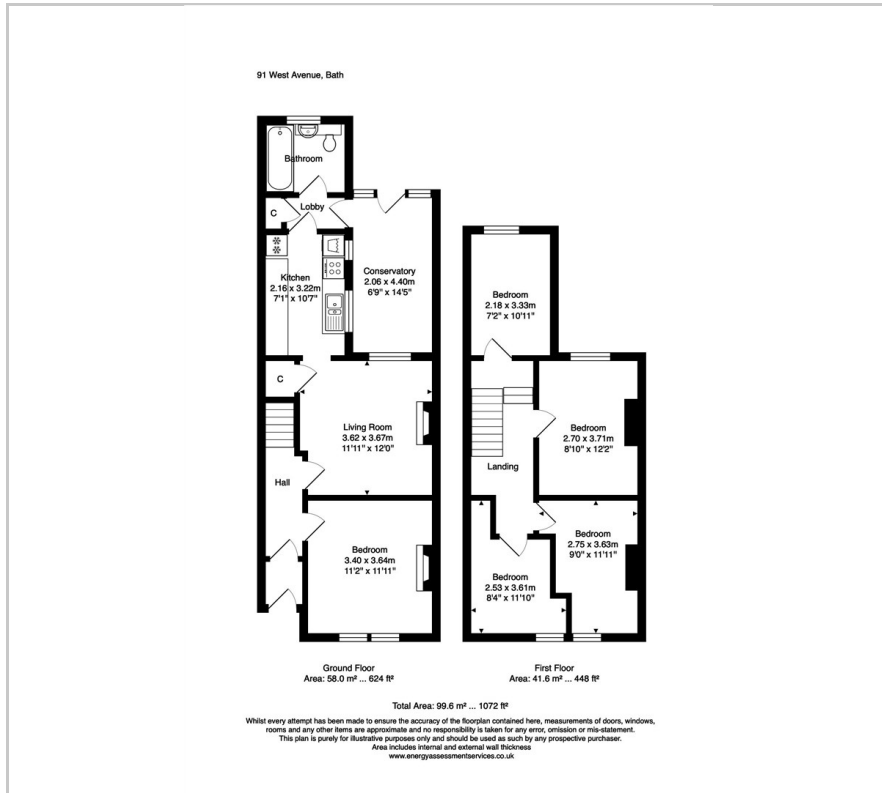 91 West Avenue, Bath
Bathroom
C
Lobby
Kitchen
2.16 x 3.22m
7'1" x 10'7"
Conservatory
2.06 x 4.40m
6'9" x 14'5"
C
Living Room
3.62 x 3.67m
11'11" x 12'0"
Hall
Bedroom
3.40 x 3.64m
11'2" x 11'11"
Bedroom
2.18 x 3.33m
7'2" x 10'11"
Bedroom
2.70 x 3.71m
8'10" x 12'2"
Landing
Bedroom
2.75 x 3.63m
9'0" x 11'11"
Bedroom
2.53 x 3.61m
8'4" x 11'10"
Ground Floor
Area: 58.0 m² ... 624 ft²
First Floor
Area: 41.6 m² ... 448 ft²
Total Area: 99.6 m² ... 1072 ft²
Whilst every attempt has been made to ensure the accuracy of the floorplan contained here, measurements of doors, windows,
rooms and any other items are approximate and no responsibility is taken for any error, omission or mis-statement.
This plan is purely for illustrative purposes only and should be used as such by any prospective purchaser.
Area includes internal and external wall thickness
www.energyassessmentservices.co.uk